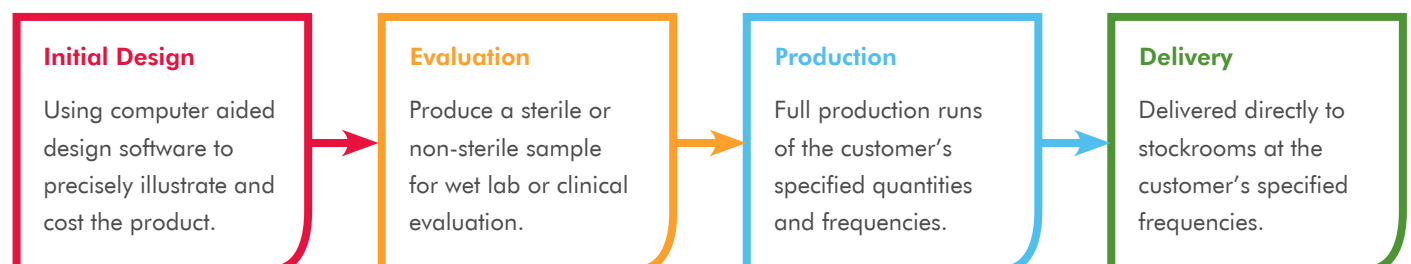 Initial Design
Using computer aided
design software to
precisely illustrate and
cost the product.
Evaluation
Produce a sterile or
non-sterile sample
for wet lab or clinical
evaluation.
Production
Full production runs
of the customer’s
specified quantities
and frequencies.
Delivery
Delivered directly to
stockrooms at the
customer’s specified
frequencies.